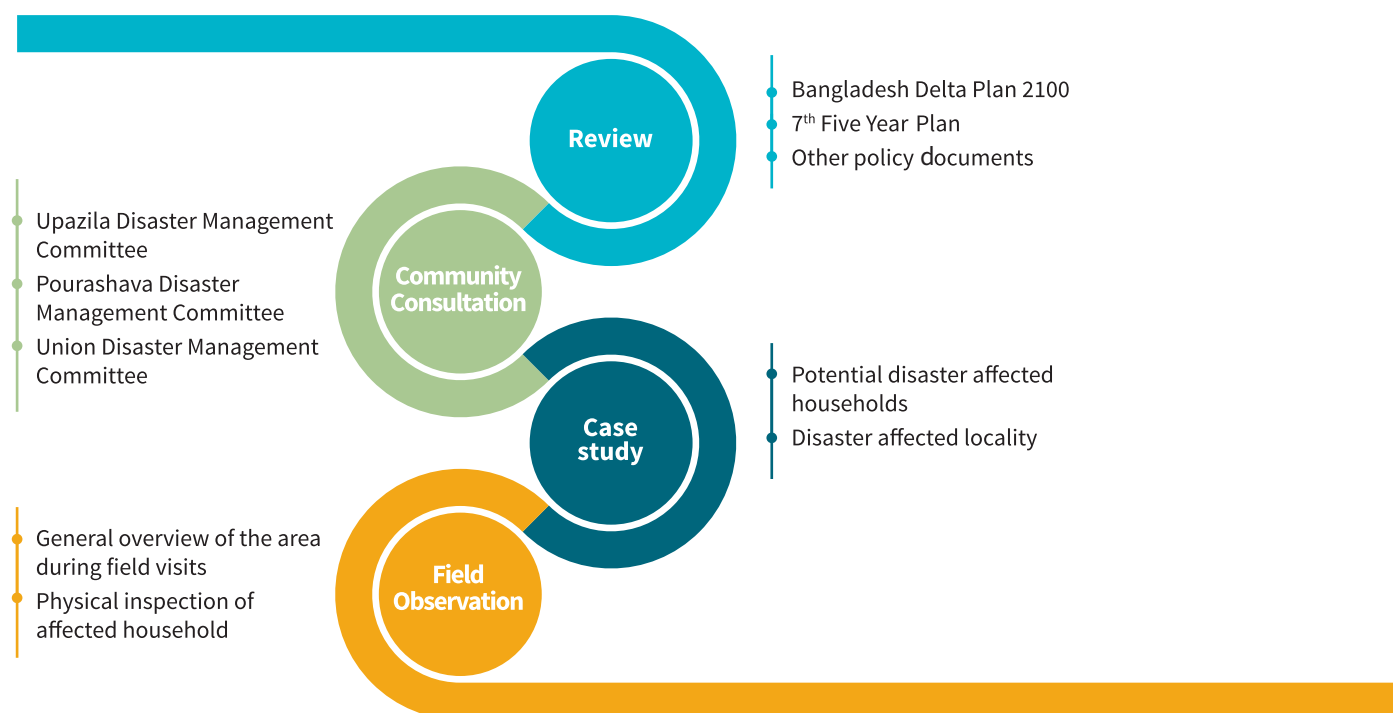 Review
Bangladesh Delta Plan 2100
7th Five Year Plan
Other policy documents
Upazila Disaster Management
Committee
Pourashava Disaster
Management Committee
Union Disaster Management
Committee
Community
Consultation
Case
study
Potential disaster affected
households
Disaster affected locality
General overview of the area
during field visits
Physical inspection of
affected household
Field
Observation